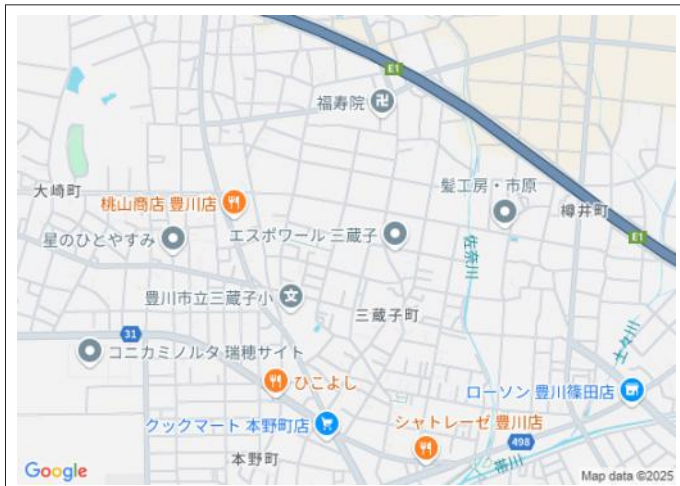 E1
福寿院
大崎町
髪工房・市原
桃山商店 豊川店
樽井町
星のひとやすみ
エスポワール 三蔵子
E1
佐奈川
豊川市立三蔵子小
三蔵子町
31
コニカミノルタ 瑞穂サイト
士々川
ひこよし
ローソン 豊川篠田店
クックマート 本野町店
シャトレーゼ 豊川店
498
帯川
本野町
Google
Map data ©2025